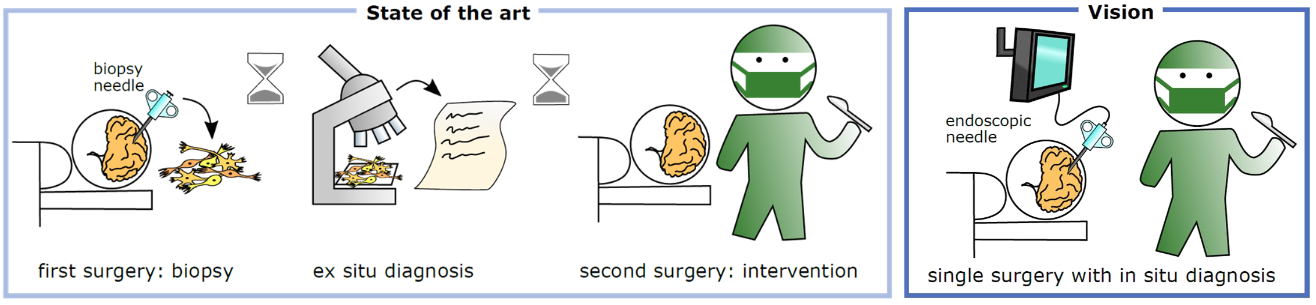 State of the art
biopsy
needle
first surgery: biopsy
ex situ diagnosis
second surgery: intervention
Vision
endoscopic
needle
single surgery with in situ diagnosis